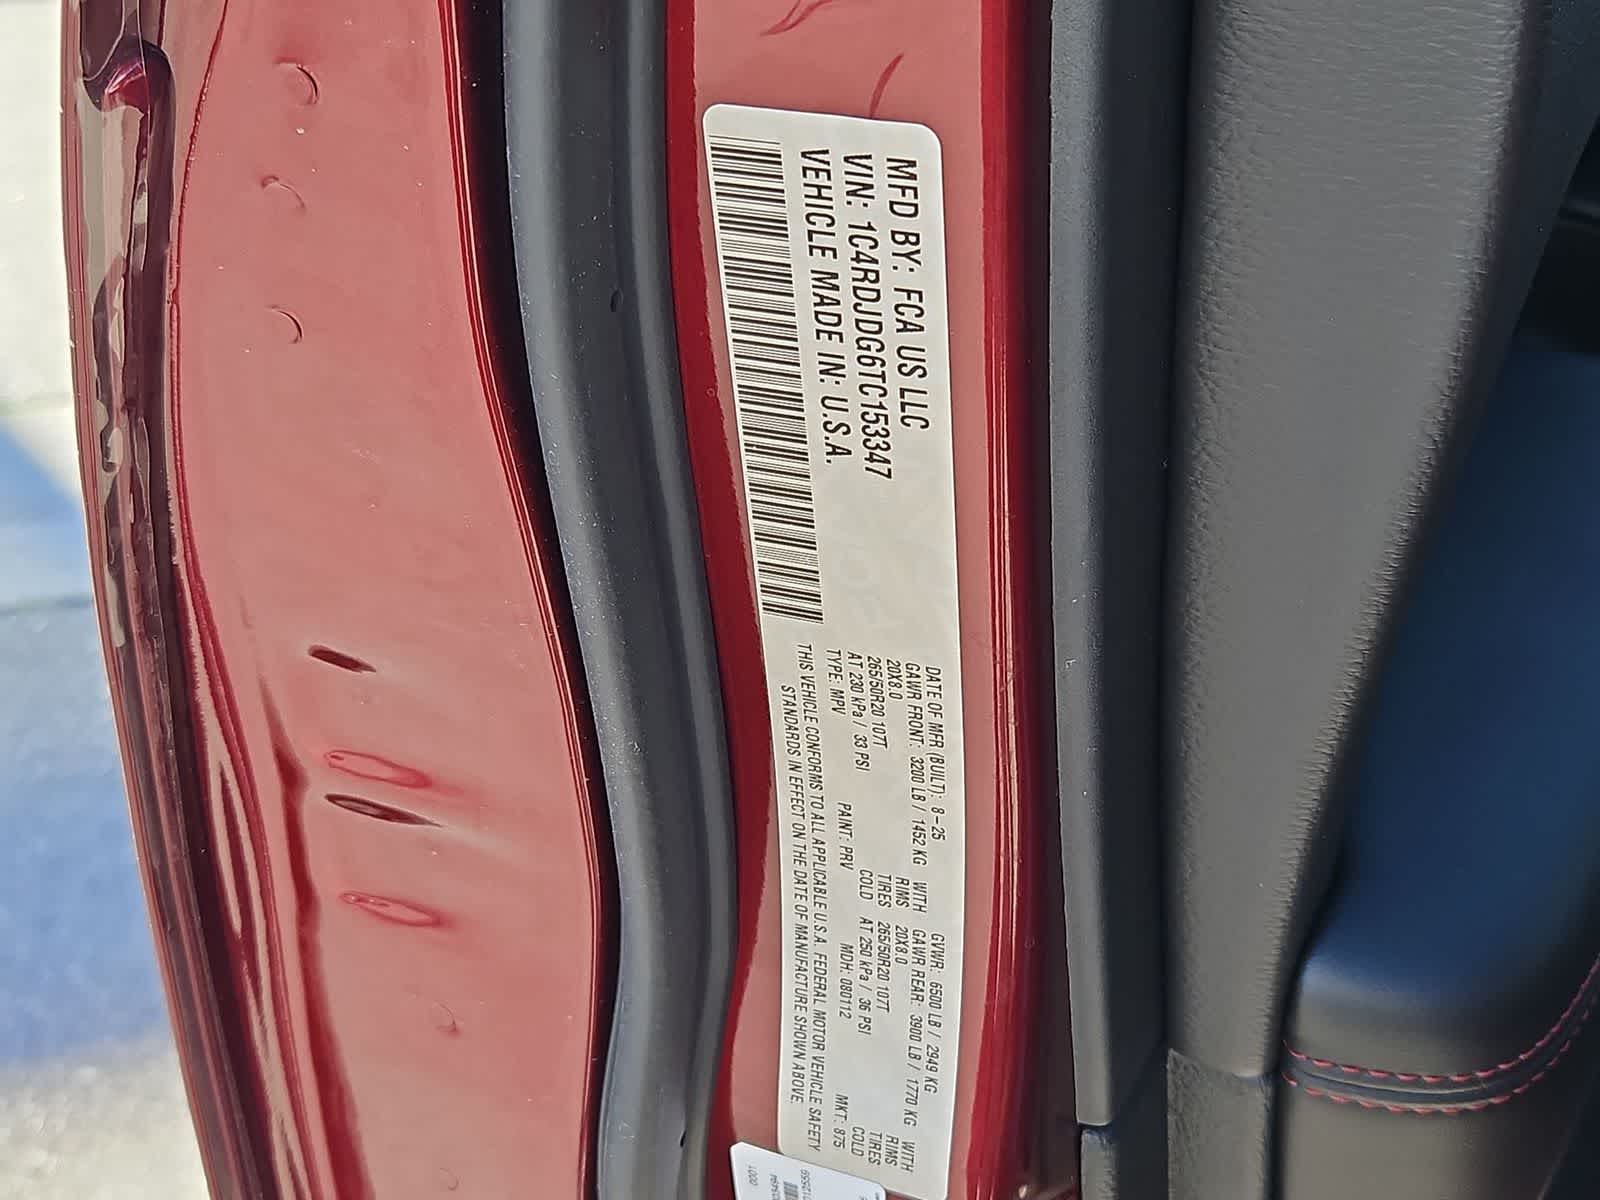 MFD BY: FCA US LLC
VIN: 1C4RDJDG6TC153347
VEHICLE MADE IN: U.S.A.
DATE OF MFR (BUILT): 8-25 GVWR: 6500 LB / 2949 KG
GAWR FRONT: 3200 LB / 1452 KG WITH GAWR REAR: 3900 LB / 1770 KG WITH
20X8.0 RIMS 20X8.0 RIMS
265/50R20 107T TIRES 265/50R20 107T TIRES
AT 230 kPa / 33 PSI COLD AT 250 kPa / 36 PSI COLD
TYPE: MPV PAINT: PRV MDH: 080112 MKT: 875
THIS VEHICLE CONFORMS TO ALL APPLICABLE U.S.A. FEDERAL MOTOR VEHICLE SAFETY
STANDARDS IN EFFECT ON THE DATE OF MANUFACTURE SHOWN ABOVE.
0001